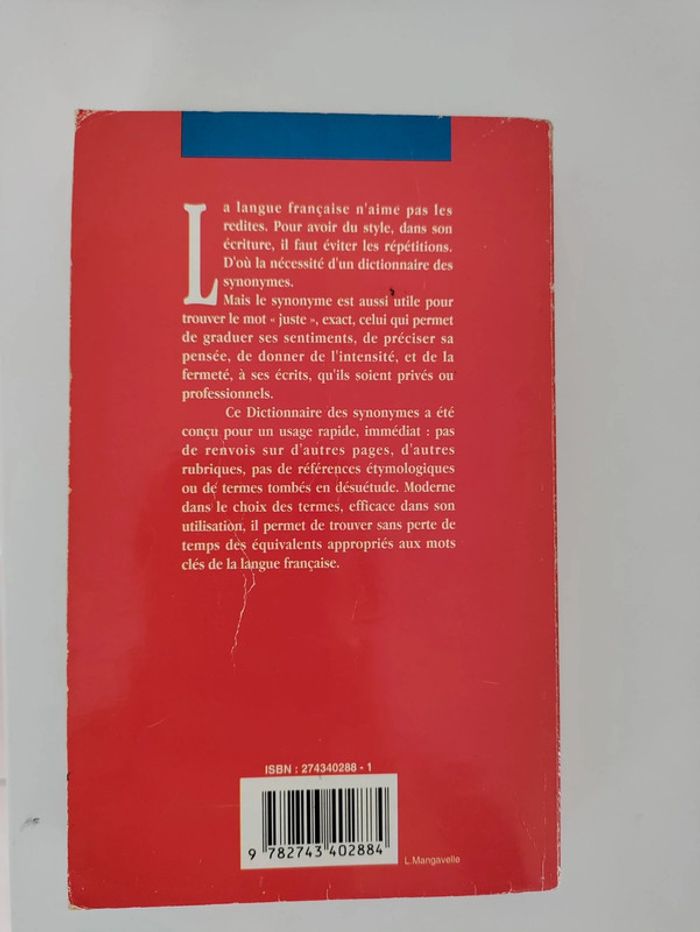 La langue française n'aime pas les
redites. Pour avoir du style, dans son
écriture, il faut éviter les répétitions.
D'où la nécessité d'un dictionnaire des
synonymes.
Mais le synonyme est aussi utile pour
trouver le mot « juste », exact, celui qui permet
de graduer ses sentiments, de préciser sa
pensée, de donner de l'intensité, et de la
fermeté, à ses écrits, qu'ils soient privés ou
professionnels.
Ce Dictionnaire des synonymes a été
conçu pour un usage rapide, immédiat : pas
de renvois sur d'autres pages, d'autres
rubriques, pas de références étymologiques
ou de termes tombés en désuétude. Moderne
dans le choix des termes, efficace dans son
utilisation, il permet de trouver sans perte de
temps des équivalents appropriés aux mots
clés de la langue française.
ISBN : 274340288 - 1
9 782743 402884
L.Mangavelle